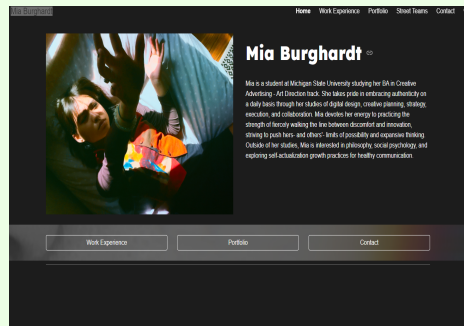 Mia Burghardt
Home Work Experience Portfolio Street Teams Contact
Mia Burghardt
Mia is a student at Michigan State University studying her BA in Creative
Advertising - Art Direction track. She takes pride in embracing authenticity on
a daily basis through her studies of digital design, creative planning, strategy,
execution, and collaboration. Mia devotes her energy to practicing the
strength of fiercely walking the line between discomfort and innovation,
striving to push hers- and others'- limits of possibility and expansive thinking.
Outside of her studies, Mia is interested in philosophy, social psychology, and
exploring self-actualization growth practices for healthy communication.
Work Experience Portfolio Contact